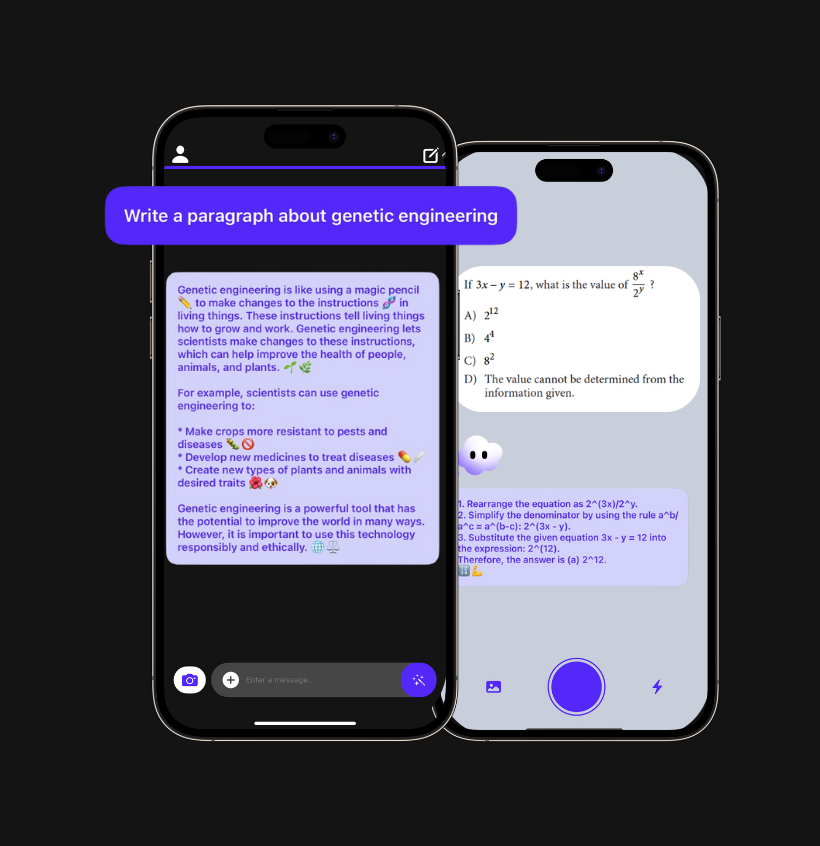 Write a paragraph about genetic engineering
Genetic engineering is like using a magic pencil
✏️ to make changes to the instructions 🧬 in
living things. These instructions tell living things
how to grow and work. Genetic engineering lets
scientists make changes to these instructions,
which can help improve the health of people,
animals, and plants. 🌱🌿
For example, scientists can use genetic
engineering to:
* Make crops more resistant to pests and
diseases 🐛🚫
* Develop new medicines to treat diseases 💊🩹
* Create new types of plants and animals with
desired traits 🌺🐶
Genetic engineering is a powerful tool that has
the potential to improve the world in many ways.
However, it is important to use this technology
responsibly and ethically. 🌐⚖️
Enter a message...
If 3x – y = 12, what is the value of 8^x/2^y ?
A) 2^12
B) 4^4
C) 8^2
D) The value cannot be determined from the
information given.
1. Rearrange the equation as 2^(3x)/2^y.
2. Simplify the denominator by using the rule a^b/
a^c = a^(b-c): 2^(3x - y).
3. Substitute the given equation 3x - y = 12 into
the expression: 2^(12).
Therefore, the answer is (a) 2^12.
🔢💪